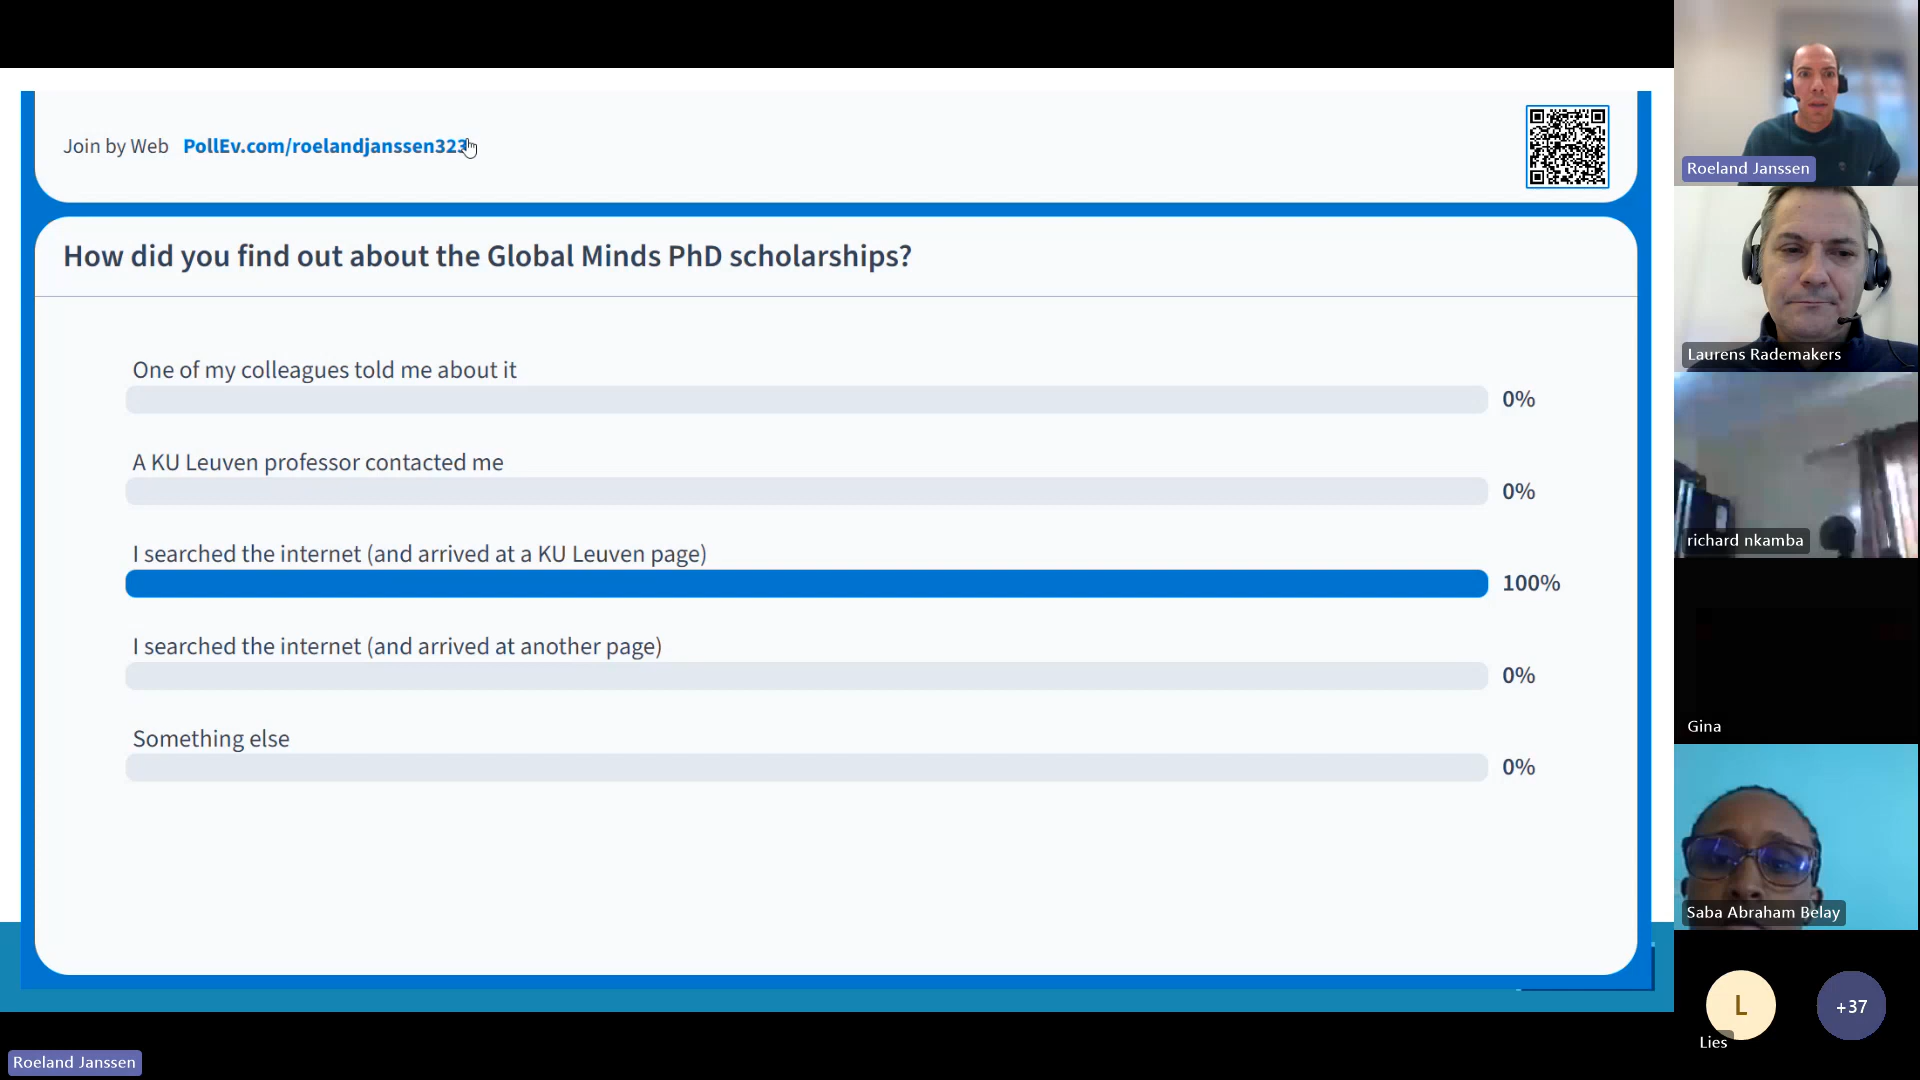 Join by Web PollEv.com/roelandjanssen323
How did you find out about the Global Minds PhD scholarships?
One of my colleagues told me about it
0%
A KU Leuven professor contacted me
0%
I searched the internet (and arrived at a KU Leuven page)
100%
I searched the internet (and arrived at another page)
0%
Something else
0%
Roeland Janssen
Laurens Rademakers
richard nkamba
Gina
Saba Abraham Belay
L
Lies
+37
Roeland Janssen